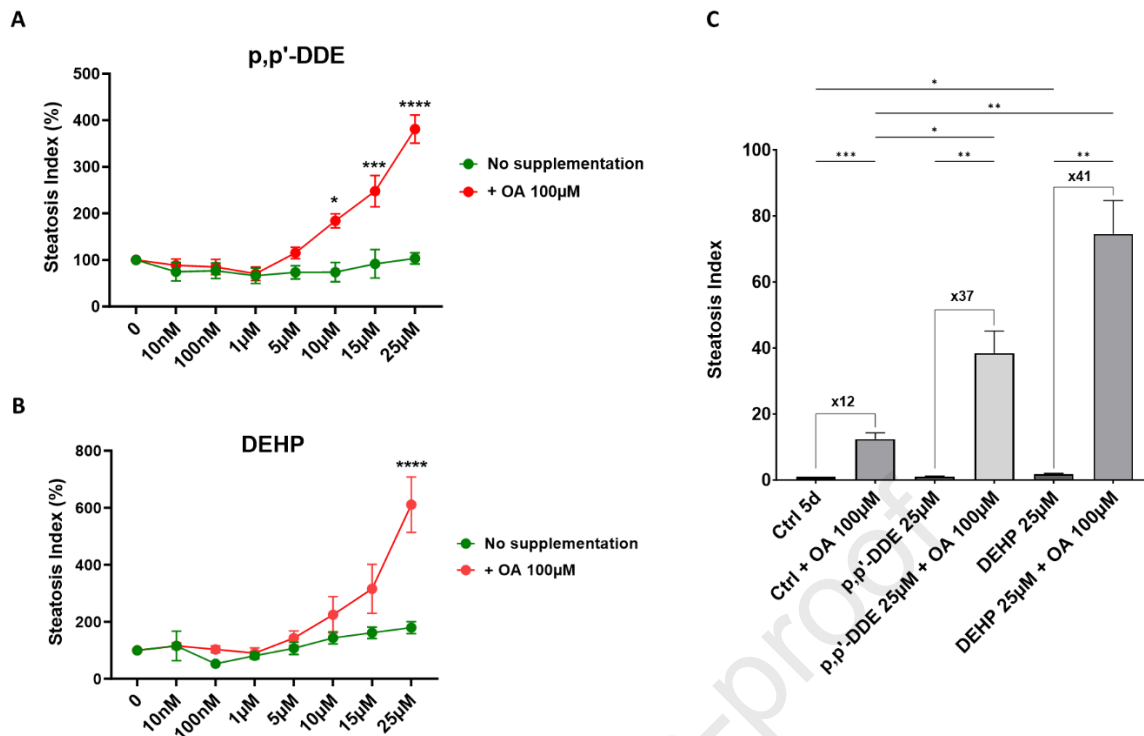 A
p,p'-DDE
Steatosis Index (%)
500
400
300
200
100
0
* *** ****
No supplementation
+ OA 100µM
0 10nM 100nM 1µM 5µM 10µM 15µM 25µM
B
DEHP
Steatosis Index (%)
800
600
400
200
0
****
No supplementation
+ OA 100µM
0 10nM 100nM 1µM 5µM 10µM 15µM 25µM
C
*
**
*
*** ** **
Steatosis Index
100
80
60
40
20
0
x12 x37 x41
Ctrl 5d
Ctrl + OA 100µM
p,p'-DDE 25µM
p,p'-DDE 25µM + OA 100µM
DEHP 25µM
DEHP 25µM + OA 100µM
-proof